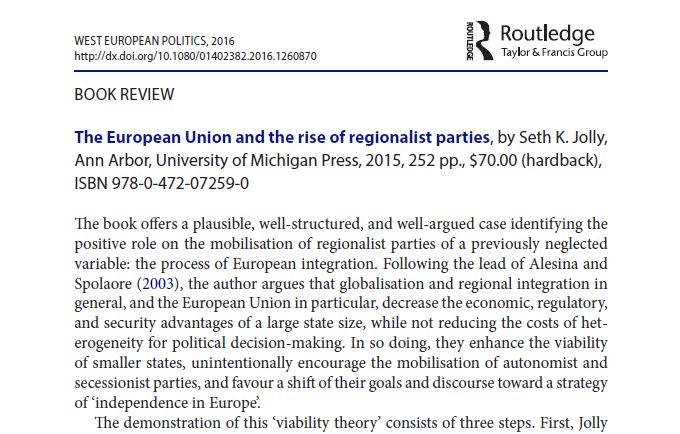 WEST EUROPEAN POLITICS, 2016
http://dx.doi.org/10.1080/01402382.2016.1260870
ROUTLEDGE
Routledge
Taylor & Francis Group
BOOK REVIEW
The European Union and the rise of regionalist parties, by Seth K. Jolly,
Ann Arbor, University of Michigan Press, 2015, 252 pp., $70.00 (hardback),
ISBN 978-0-472-07259-0
The book offers a plausible, well-structured, and well-argued case identifying the
positive role on the mobilisation of regionalist parties of a previously neglected
variable: the process of European integration. Following the lead of Alesina and
Spolaore (2003), the author argues that globalisation and regional integration in
general, and the European Union in particular, decrease the economic, regulatory,
and security advantages of a large state size, while not reducing the costs of het-
erogeneity for political decision-making. In so doing, they enhance the viability
of smaller states, unintentionally encourage the mobilisation of autonomist and
secessionist parties, and favour a shift of their goals and discourse toward a strategy
of ‘independence in Europe’.
The demonstration of this ‘viability theory’ consists of three steps. First, Jolly